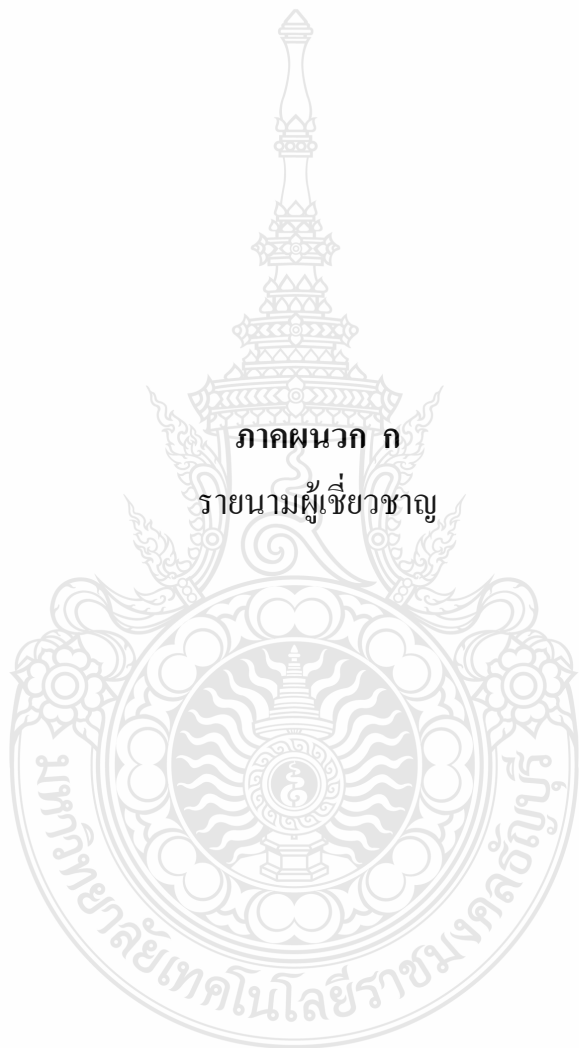 ภาคผนวก ก
รายนามผู้เชี่ยวชาญ
มหาวิทยาลัยเทคโนโลยีราชมงคลธัญบุรี